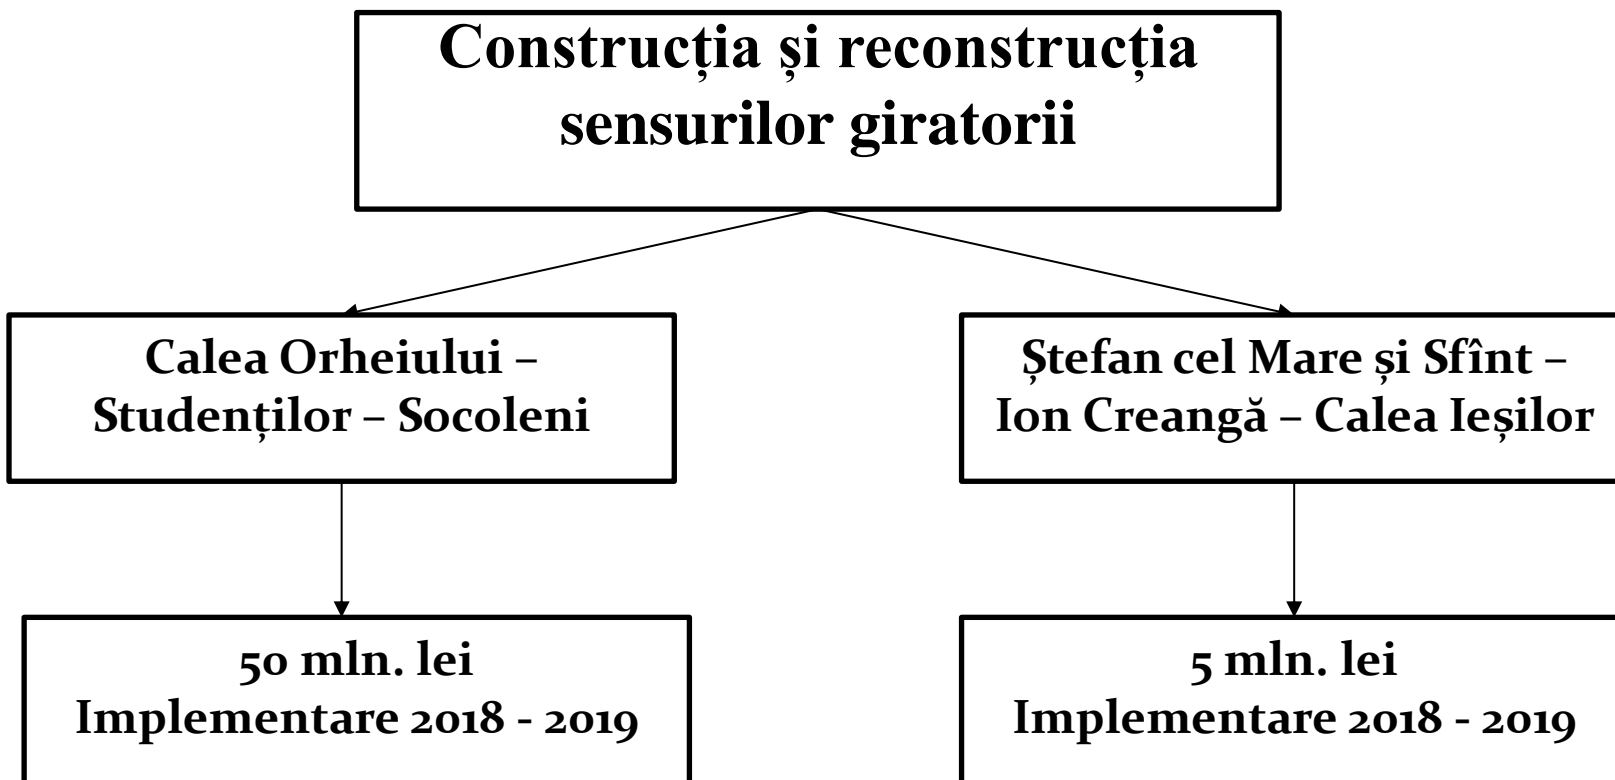 Construcția și reconstrucția
sensurilor giratorii
Calea Orheiului –
Studenților – Socoleni
Ștefan cel Mare și Sfînt –
Ion Creangă – Calea Ieșilor
50 mln. lei
Implementare 2018 - 2019
5 mln. lei
Implementare 2018 - 2019